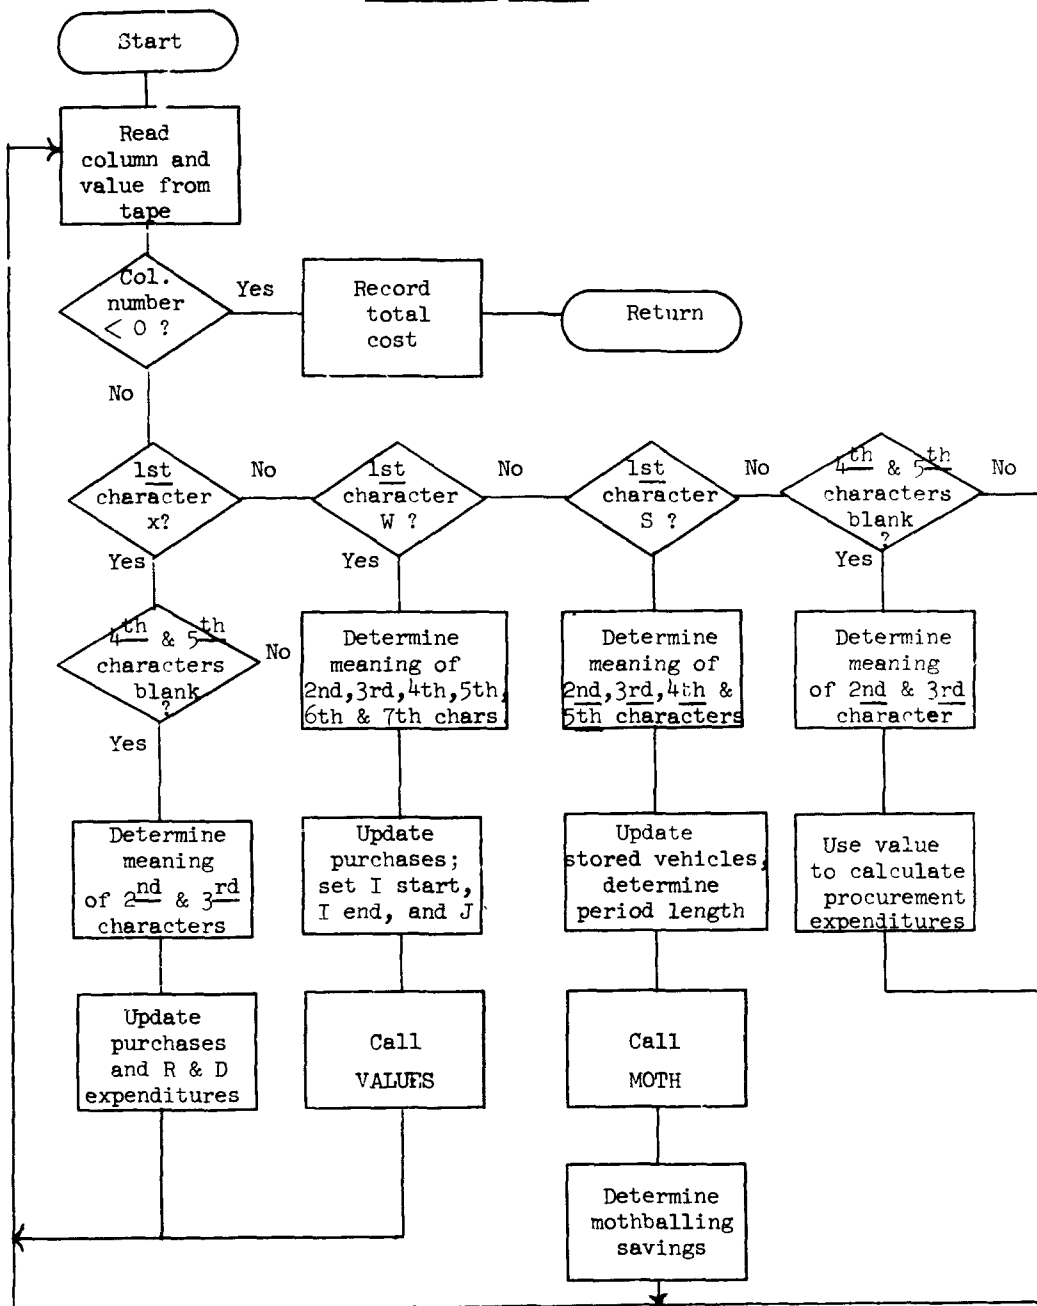 Start
Read
column and
value from
tape
Col.
number
< 0 ?
Yes
Record
total
cost
Return
No
1st
character
x?
No
1st
character
W ?
No
1st
character
S ?
No
4th & 5th
characters
blank
?
No
Yes
Yes
Yes
4th & 5th
characters
blank
?
No
Determine
meaning of
2nd,3rd,4th,5th,
6th & 7th chars
Determine
meaning of
2nd,3rd,4th &
5th characters
Determine
meaning
of 2nd & 3rd
character
Yes
Determine
meaning
of 2nd & 3rd
characters
Update
purchases;
set I start,
I end, and J
Update
stored vehicles,
determine
period length
Use value
to calculate
procurement
expenditures
Update
purchases
and R & D
expenditures
Call
VALUES
Call
MOTH
Determine
mothballing
savings